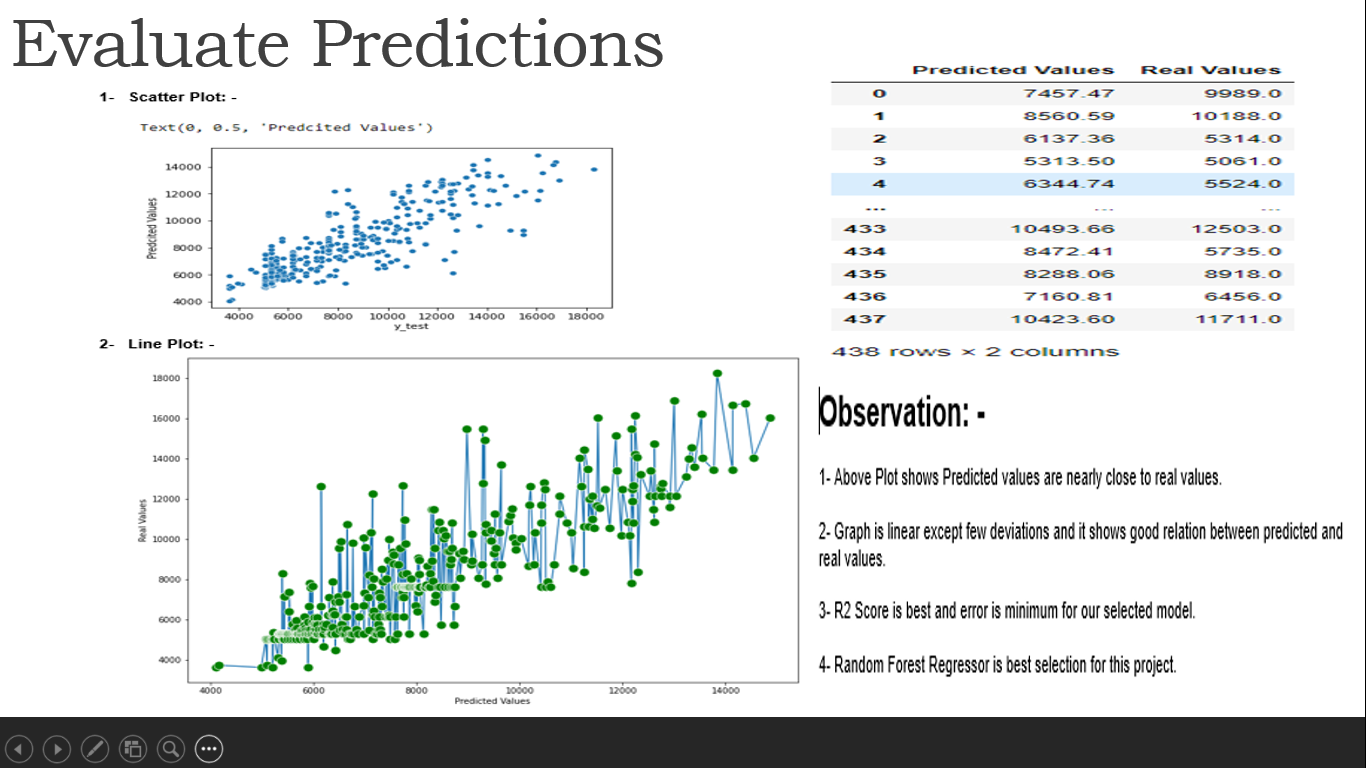 Evaluate Predictions
1- Scatter Plot: -
Text(0, 0.5, 'Predcited Values')
14000
12000
10000
8000
6000
4000
Predcited Values
4000 6000 8000 10000 12000 14000 16000 18000
y_test
2- Line Plot: -
18000
16000
14000
12000
10000
8000
6000
4000
Real Values
4000 6000 8000 10000 12000 14000
Predicted Values
Predicted Values Real Values
0 7457.47 9989.0
1 8560.59 10188.0
2 6137.36 5314.0
3 5313.50 5061.0
4 6344.74 5524.0
... ... ...
433 10493.66 12503.0
434 8472.41 5735.0
435 8288.06 8918.0
436 7160.81 6456.0
437 10423.60 11711.0
438 rows × 2 columns
Observation: -
1- Above Plot shows Predicted values are nearly close to real values.
2- Graph is linear except few deviations and it shows good relation between predicted and
real values.
3- R2 Score is best and error is minimum for our selected model.
4- Random Forest Regressor is best selection for this project.